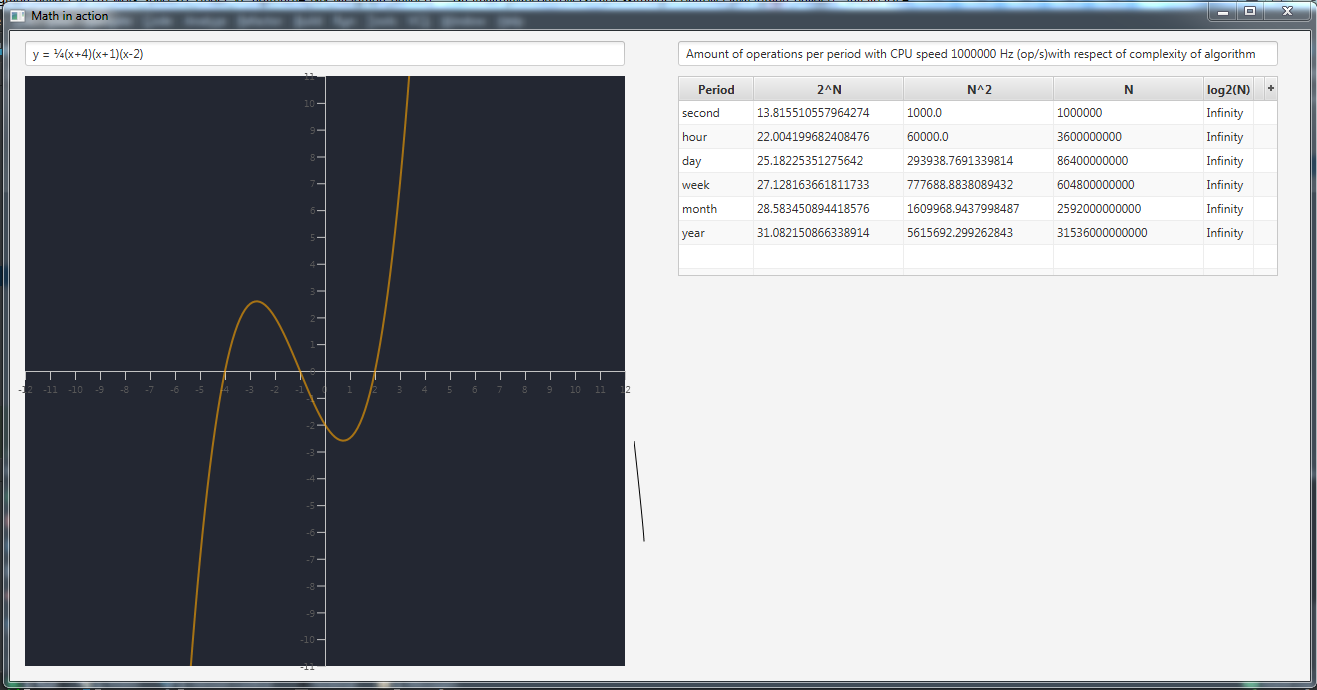 Math in action
y = ¼(x+4)(x+1)(x-2)
11
10
9
8
7
6
5
4
3
2
1
0
-1
-2
-3
-4
-5
-6
-7
-8
-9
-10
-11
-12 -11 -10 -9 -8 -7 -6 -5 -4 -3 -2 -1 0 1 2 3 4 5 6 7 8 9 10 11 12
Amount of operations per period with CPU speed 1000000 Hz (op/s)with respect of complexity of algorithm
Period 2^N N^2 N log2(N) +
second 13.815510557964274 1000.0 1000000 Infinity
hour 22.004199682408476 60000.0 3600000000 Infinity
day 25.18225351275642 293938.7691339814 86400000000 Infinity
week 27.128163661811733 777688.8838089432 604800000000 Infinity
month 28.583450894418576 1609968.9437998487 2592000000000 Infinity
year 31.082150866338914 5615692.299262843 31536000000000 Infinity